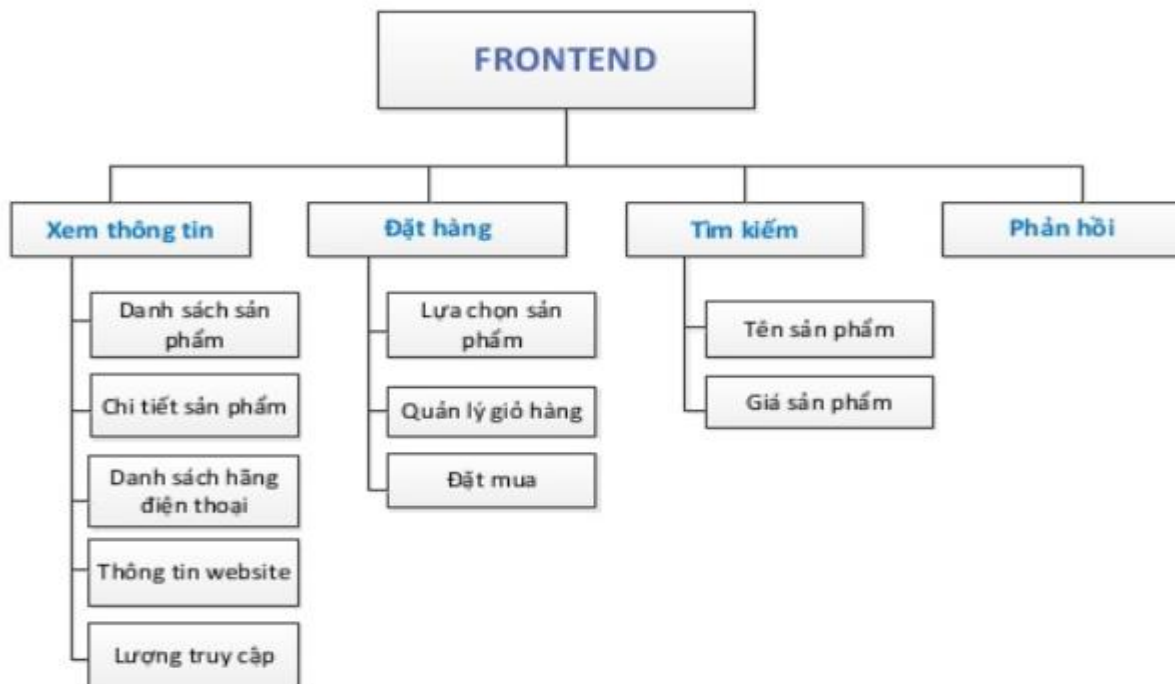 FRONTEND
Xem thông tin
Đặt hàng
Tìm kiếm
Phản hồi
Danh sách sản
phẩm
Chi tiết sản phẩm
Danh sách hãng
điện thoại
Thông tin website
Lượng truy cập
Lựa chọn sản
phẩm
Quản lý giỏ hàng
Đặt mua
Tên sản phẩm
Giá sản phẩm